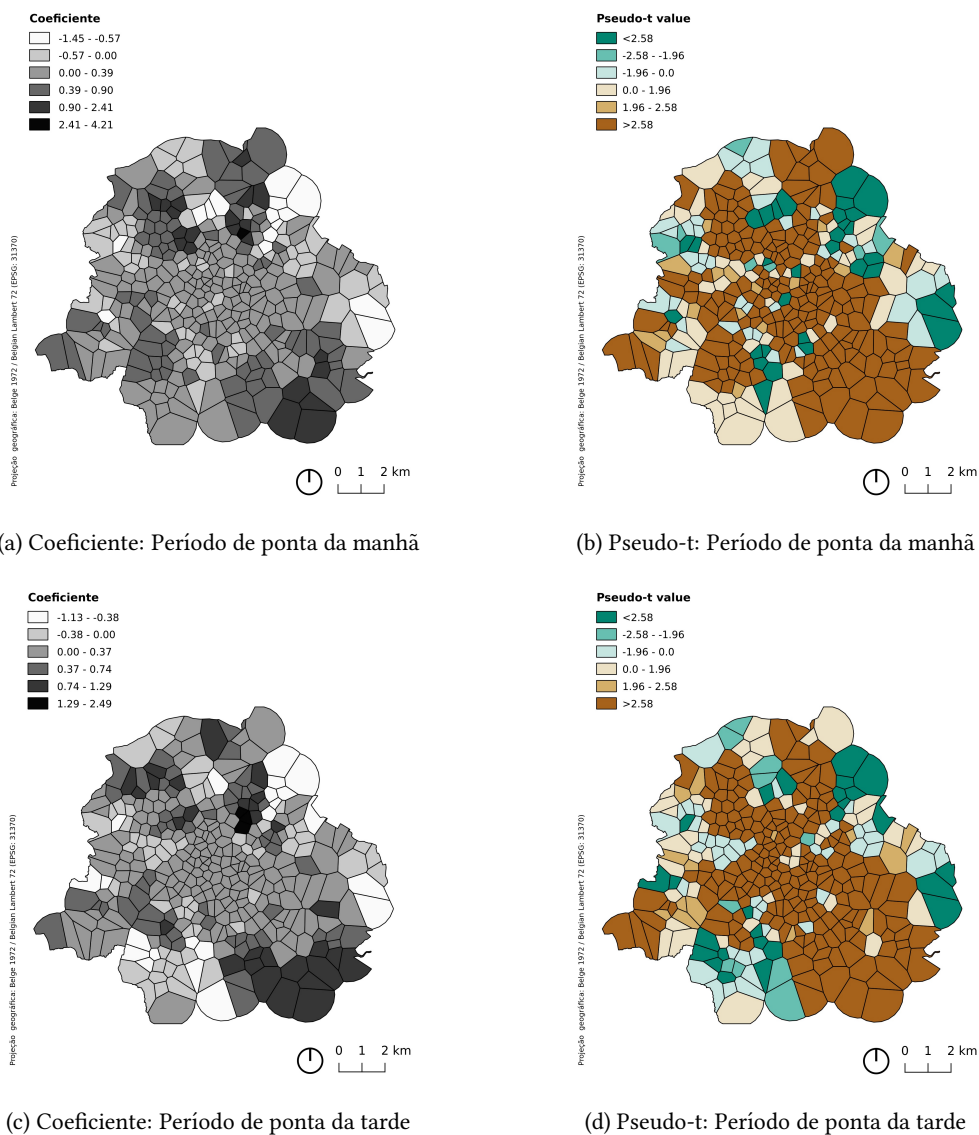 Coeficiente
-1.45 - -0.57
-0.57 - 0.00
0.00 - 0.39
0.39 - 0.90
0.90 - 2.41
2.41 - 4.21
Projeção geográfica: Belge 1972 / Belgian Lambert 72 (EPSG: 31370)
0 1 2 km
Pseudo-t value
<2.58
-2.58 - -1.96
-1.96 - 0.0
0.0 - 1.96
1.96 - 2.58
>2.58
Projeção geográfica: Belge 1972 / Belgian Lambert 72 (EPSG: 31370)
0 1 2 km
a) Coeficiente: Período de ponta da manhã
(b) Pseudo-t: Período de ponta da manhã
Coeficiente
-1.13 - -0.38
-0.38 - 0.00
0.00 - 0.37
0.37 - 0.74
0.74 - 1.29
1.29 - 2.49
Projeção geográfica: Belge 1972 / Belgian Lambert 72 (EPSG: 31370)
0 1 2 km
Pseudo-t value
<2.58
-2.58 - -1.96
-1.96 - 0.0
0.0 - 1.96
1.96 - 2.58
>2.58
Projeção geográfica: Belge 1972 / Belgian Lambert 72 (EPSG: 31370)
0 1 2 km
(c) Coeficiente: Período de ponta da tarde
(d) Pseudo-t: Período de ponta da tarde